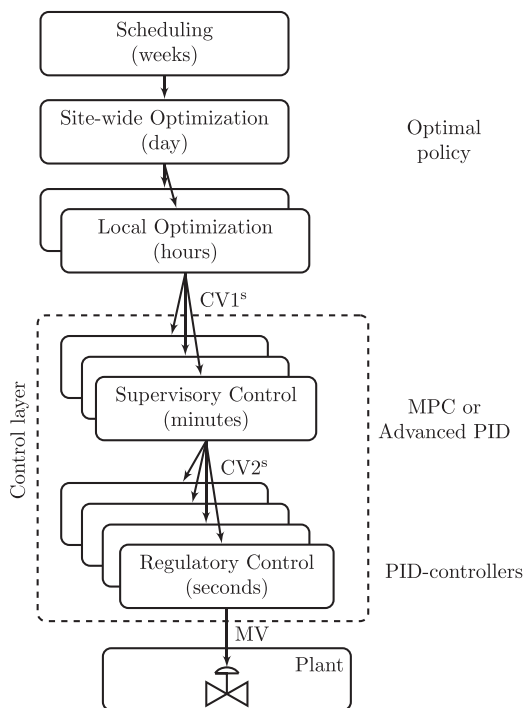 Scheduling
(weeks)
Site-wide Optimization
(day)
Optimal
policy
Local Optimization
(hours)
CV1ˢ
Control layer
Supervisory Control
(minutes)
MPC or
Advanced PID
CV2ˢ
Regulatory Control
(seconds)
PID-controllers
MV
Plant